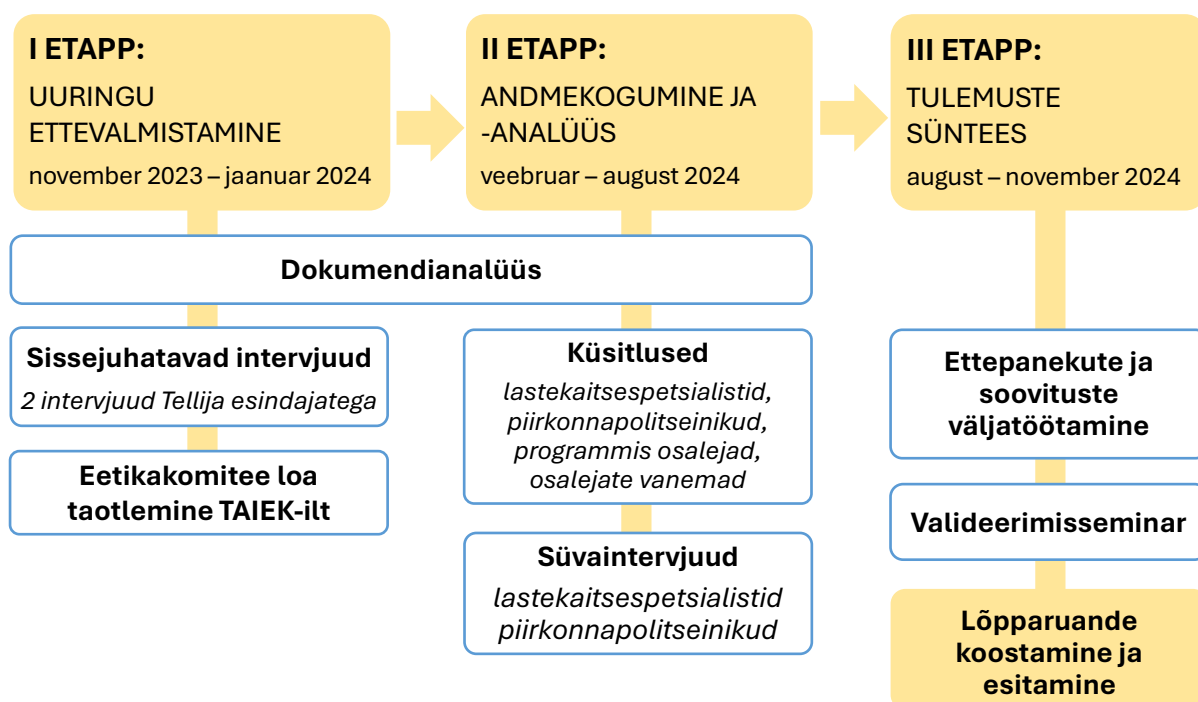 I ETAPP:
UURINGU
ETTEVALMISTAMINE
november 2023 – jaanuar 2024
II ETAPP:
ANDMEKOGUMINE JA
-ANALÜÜS
veebruar – august 2024
III ETAPP:
TULEMUSTE
SÜNTEES
august – november 2024
Dokumendianalüüs
Sissejuhatavad intervjuud
2 intervjuud Tellija esindajatega
Eetikakomitee loa
taotlemine TAIEK-ilt
Küsitlused
lastekaitsespetsialistid,
piirkonnapolitseinikud,
programmis osalejad,
osalejate vanemad
Süvaintervjuud
lastekaitsespetsialistid
piirkonnapolitseinikud
Ettepanekute ja
soovituste
väljatöötamine
Valideerimisseminar
Lõpparuande
koostamine ja
esitamine